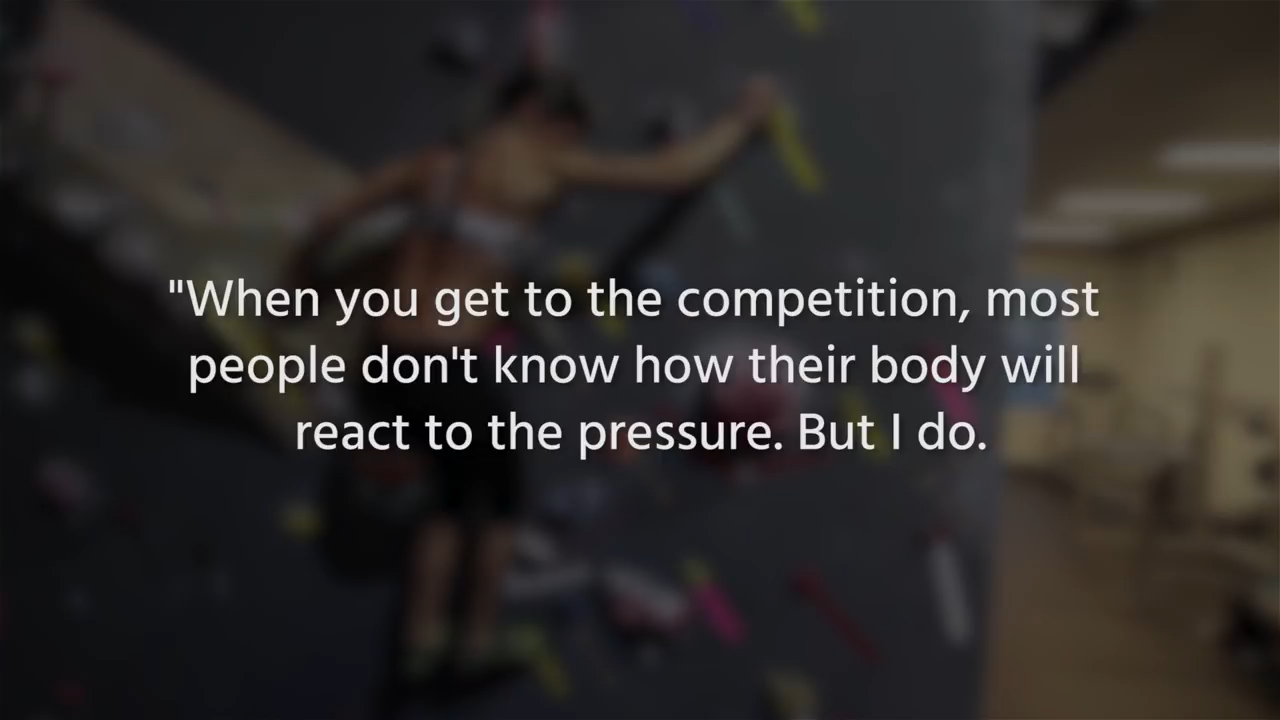 "When you get to the competition, most
people don't know how their body will
react to the pressure. But I do.